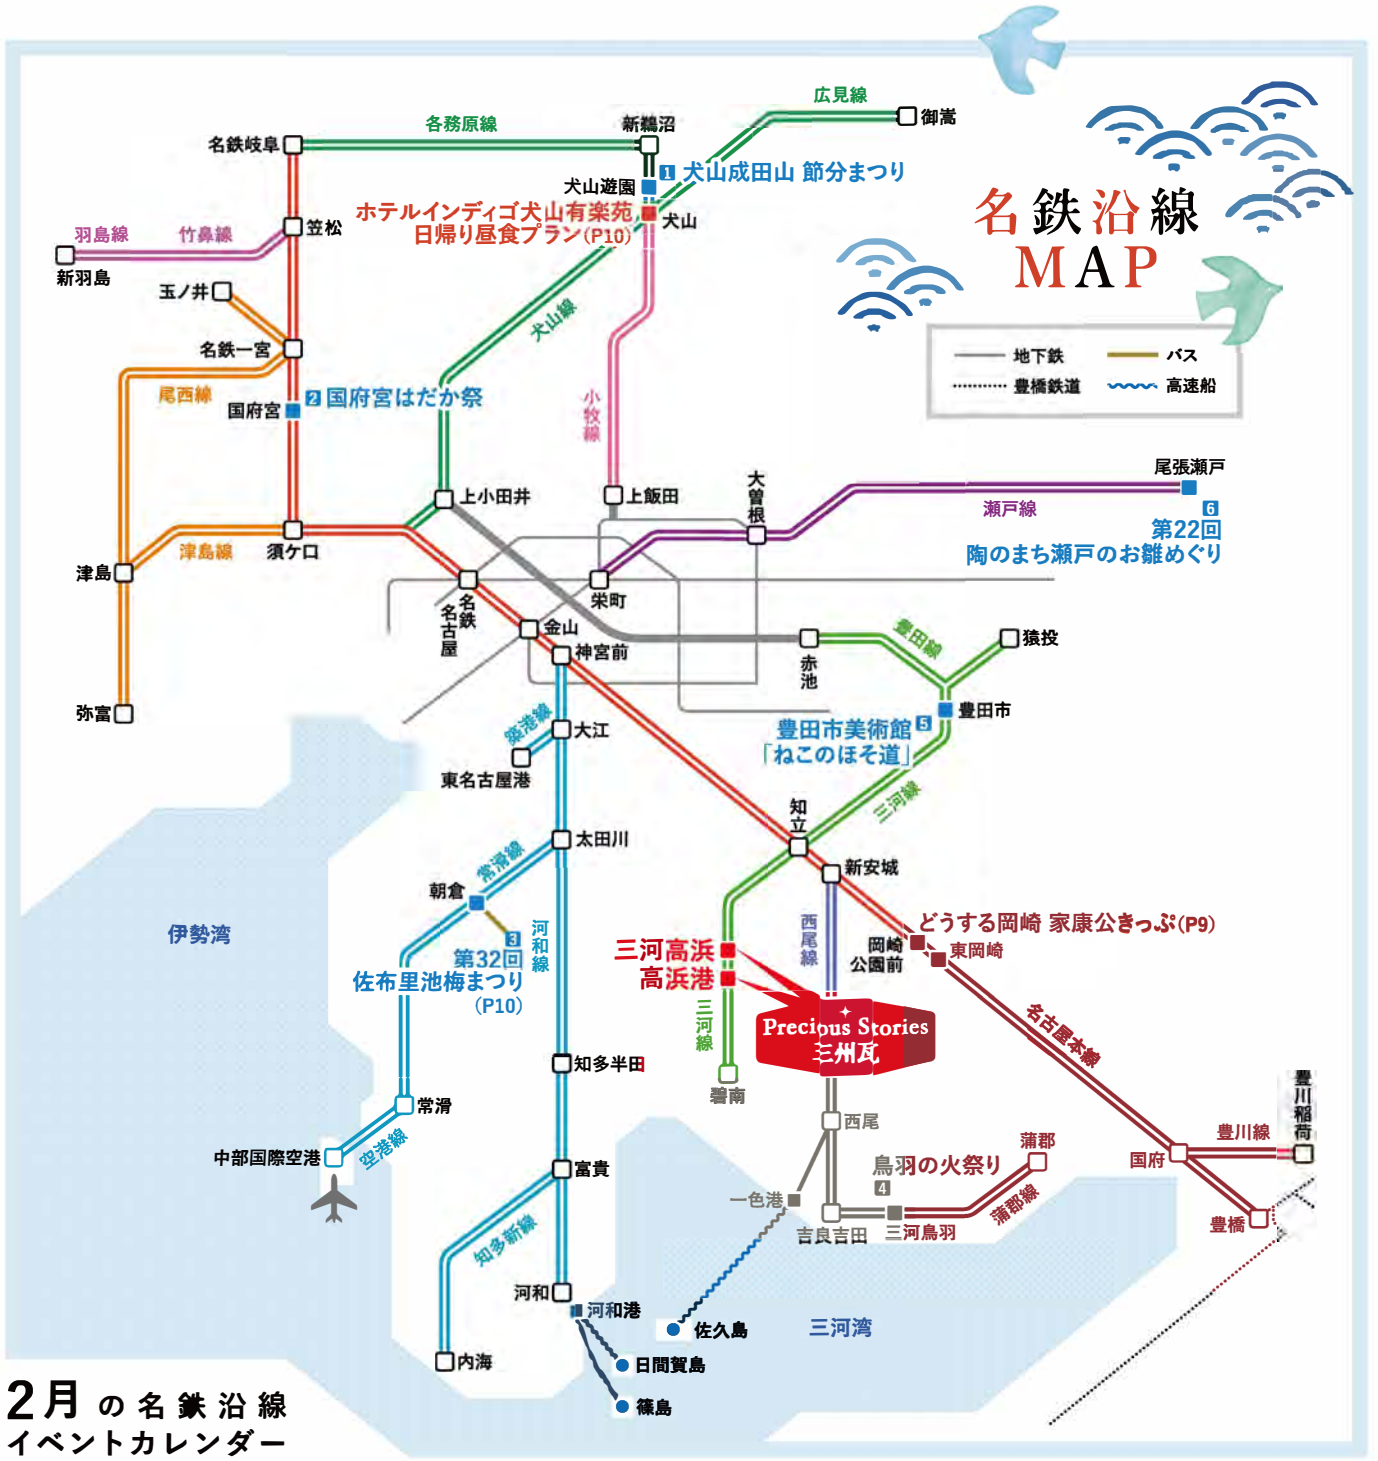 名鉄沿線
MAP
地下鉄
バス
豊橋鉄道
高速船
広見線
御嵩
各務原線
新鵜沼
名鉄岐阜
犬山遊園
1 犬山成田山 節分まつり
ホテルインディゴ犬山有楽苑
日帰り昼食プラン(P10)
犬山
笠松
羽島線
竹鼻線
新羽島
玉ノ井
名鉄一宮
尾西線
犬山線
小牧線
国府宮
2 国府宮はだか祭
上小田井
上飯田
大曽根
尾張瀬戸
瀬戸線
6
第22回
陶のまち瀬戸のお雛めぐり
津島線
須ケ口
津島
名鉄名古屋
栄町
金山
神宮前
赤池
豊田線
猿投
弥富
築港線
大江
東名古屋港
豊田市美術館 5
「ねこのほそ道」
豊田市
三河線
知立
新安城
太田川
常滑線
朝倉
3
第32回
佐布里池梅まつり
(P10)
河和線
伊勢湾
西尾線
どうする岡崎 家康公きっぷ(P9)
岡崎公園前
東岡崎
三河高浜
高浜港
三河線
Precious Stories
三州瓦
名古屋本線
知多半田
碧南
常滑
中部国際空港
空港線
西尾
鳥羽の火祭り
4
蒲郡
国府
豊川線
豊川稲荷
富貴
一色港
吉良吉田
三河鳥羽
蒲郡線
豊橋
知多新線
河和
河和港
佐久島
三河湾
内海
日間賀島
篠島
2月の名鉄沿線
イベントカレンダー